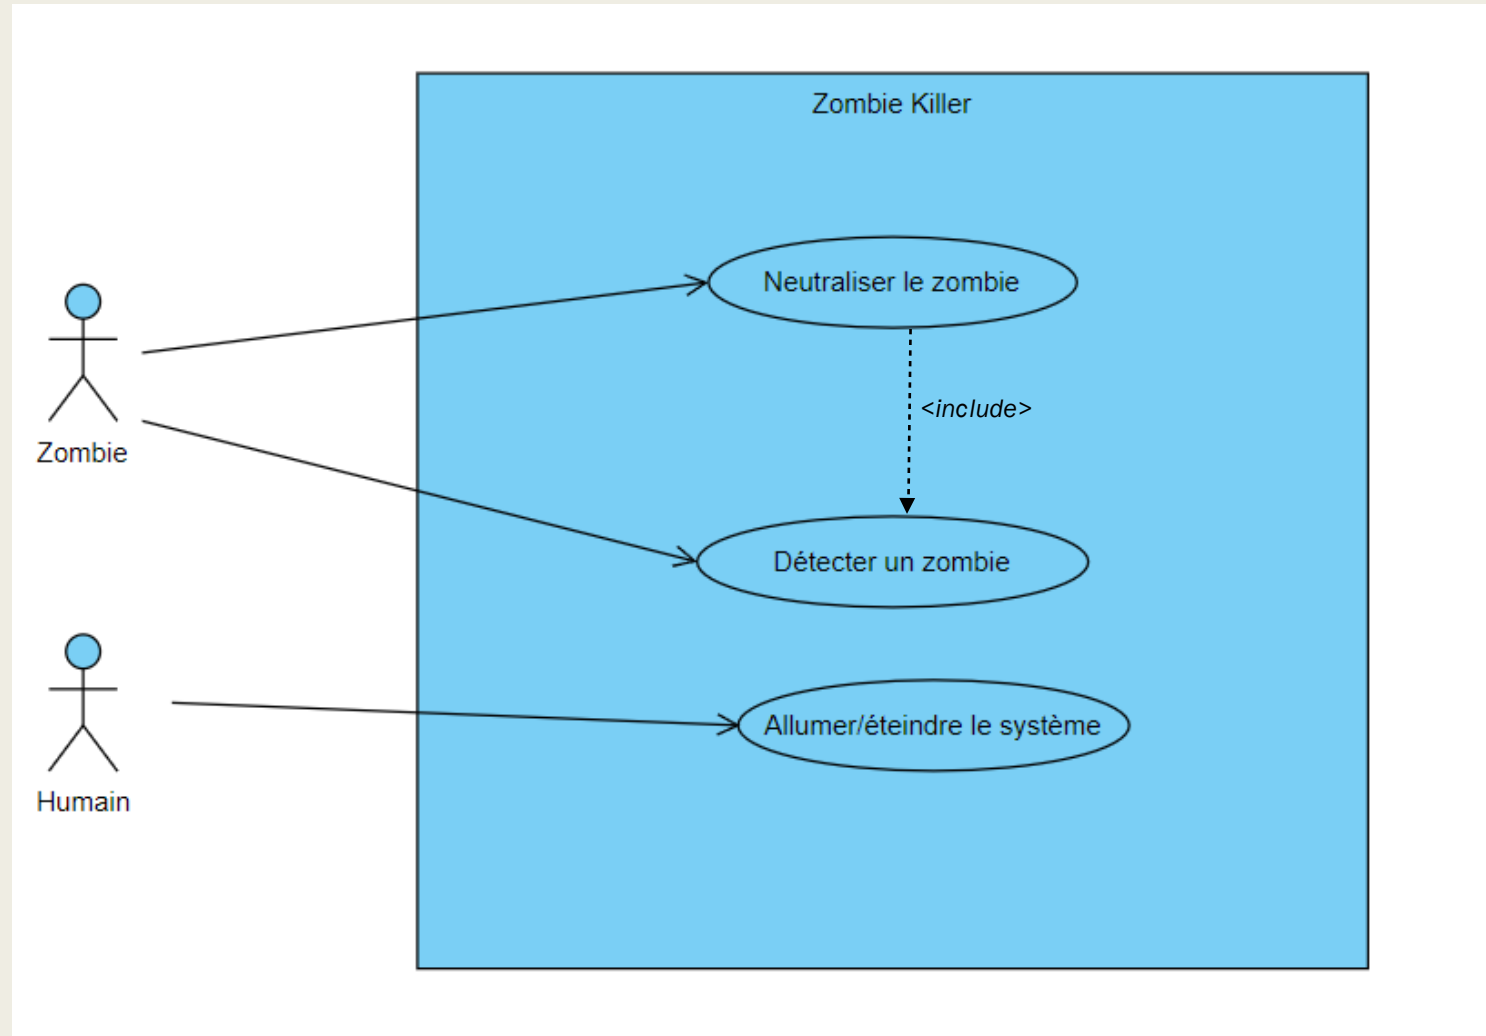 Zombie Killer
Neutraliser le zombie
<include>
Zombie
Détecter un zombie
Allumer/éteindre le système
Humain